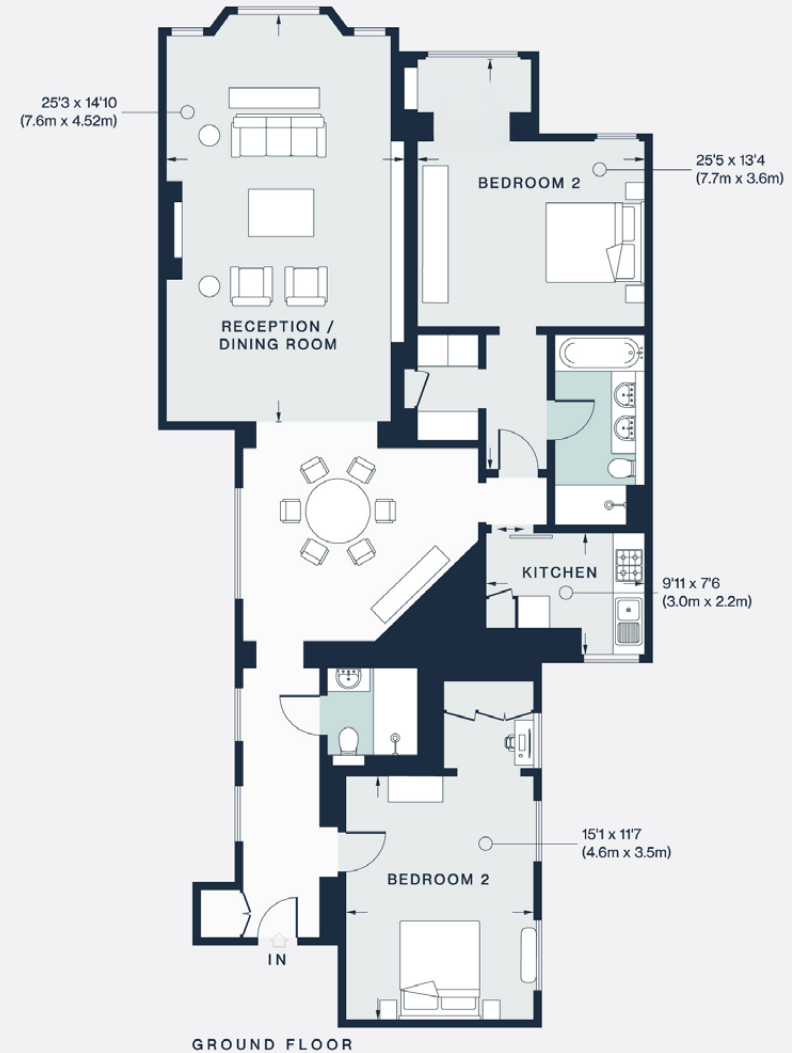 25'3 x 14'10
(7.6m x 4.52m)
25'5 x 13'4
(7.7m x 3.6m)
BEDROOM 2
RECEPTION /
DINING ROOM
KITCHEN
9'11 x 7'6
(3.0m x 2.2m)
15'1 x 11'7
(4.6m x 3.5m)
BEDROOM 2
IN
GROUND FLOOR